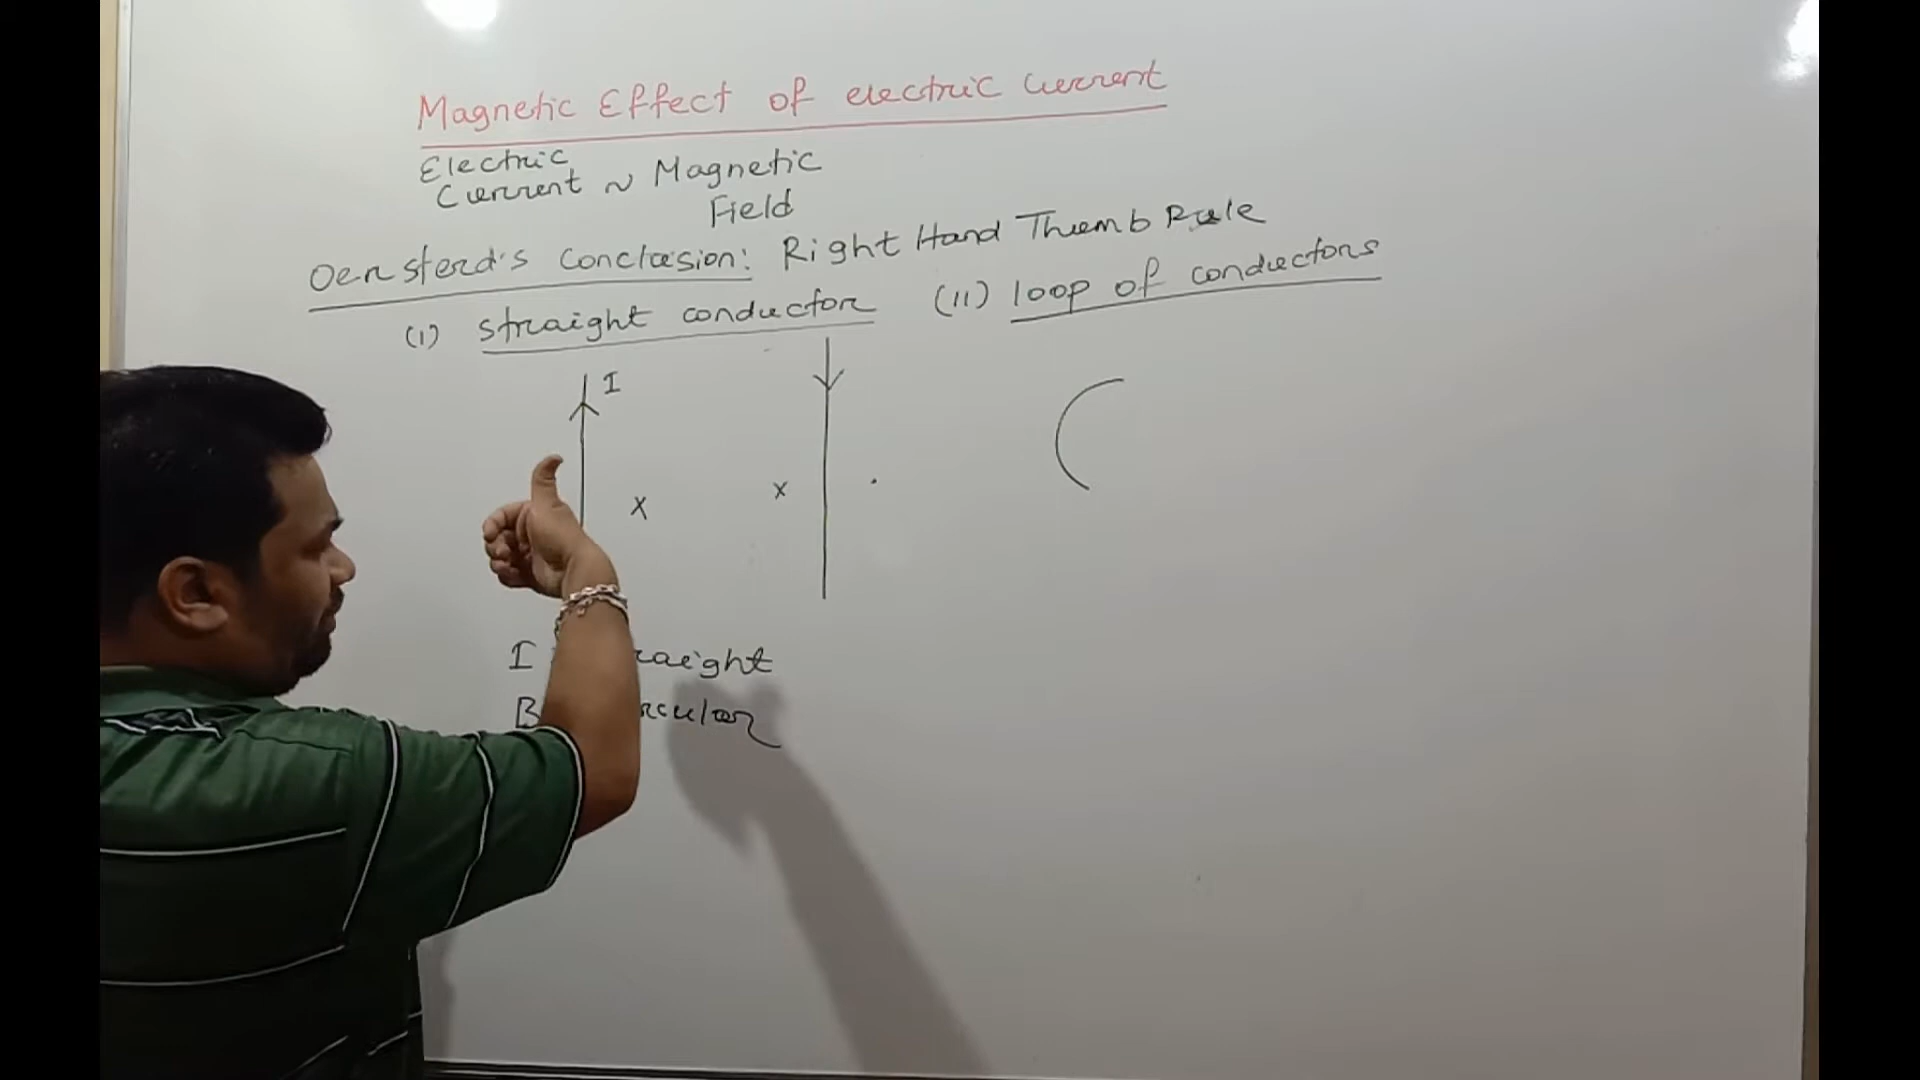 Magnetic Effect of electric Current
Electric
Current ~ Magnetic
Field
Oersterd's Conclusion: Right Hand Thumb Rule
(I) straight conductor (II) loop of conductors
I
X
X .
I
B